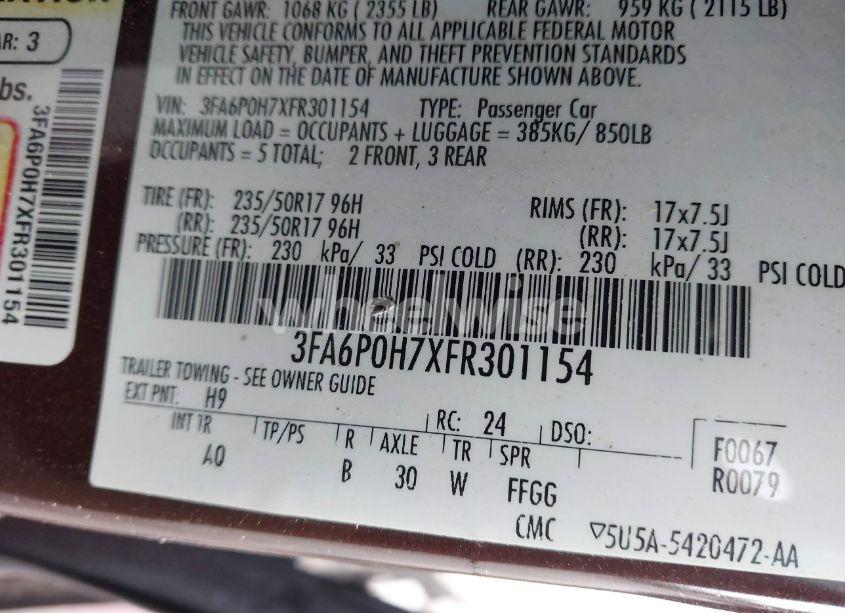 FRONT GAWR: 1068 KG ( 2355 LB) REAR GAWR: 959 KG ( 2115 LB)
THIS VEHICLE CONFORMS TO ALL APPLICABLE FEDERAL MOTOR
VEHICLE SAFETY, BUMPER, AND THEFT PREVENTION STANDARDS
IN EFFECT ON THE DATE OF MANUFACTURE SHOWN ABOVE.
VIN: 3FA6P0H7XFR301154 TYPE: Passenger Car
MAXIMUM LOAD = OCCUPANTS + LUGGAGE = 385KG/ 850LB
OCCUPANTS = 5 TOTAL; 2 FRONT, 3 REAR
TIRE (FR): 235/50R17 96H RIMS (FR): 17x7.5J
(RR): 235/50R17 96H (RR): 17x7.5J
PRESSURE (FR): 230 kPa/ 33 PSI COLD (RR): 230 kPa/ 33 PSI COLD
wheelwise
3FA6P0H7XFR301154
TRAILER TOWING - SEE OWNER GUIDE
EXT PNT: H9 RC: 24 DSO:
INT TR TP/PS R AXLE TR SPR F0067
A0 B 30 W FFGG R0079
CMC 5U5A-5420472-AA
AR: 3
bs.
3FA6P0H7XFR301154